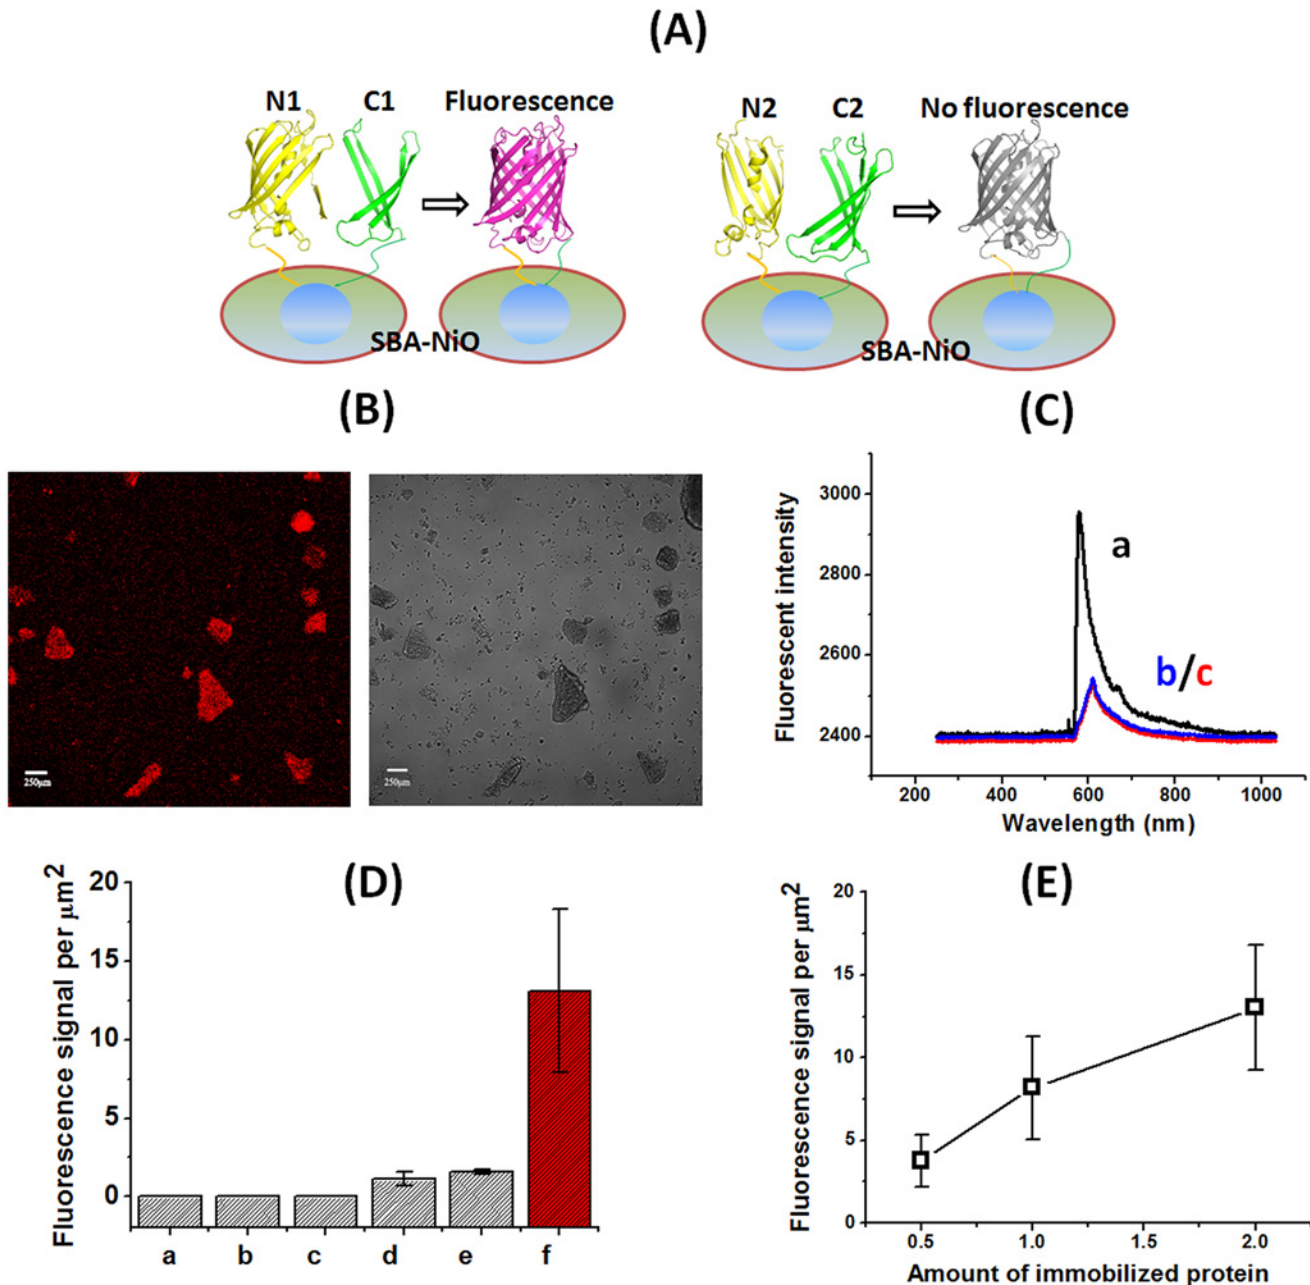 (A)
N1 C1 Fluorescence
N2 C2 No fluorescence
SBA-NiO
SBA-NiO
(B)
250μm
250μm
(C)
Fluorescent intensity
3000
2800
2600
2400
a
b/c
200 400 600 800 1000
Wavelength (nm)
(D)
Fluorescence signal per μm2
20
15
10
5
0
a b c d e f
(E)
Fluorescence signal per μm2
20
15
10
5
0
0.5 1.0 1.5 2.0
Amount of immobilized protein